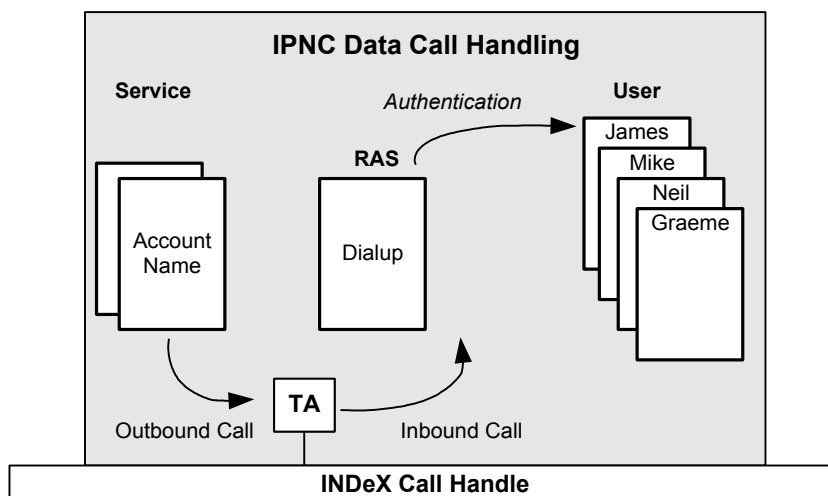 IPNC Data Call Handling
Service
Authentication
User
RAS
James
Mike
Neil
Graeme
Account
Name
Dialup
TA
Outbound Call
Inbound Call
INDeX Call Handle